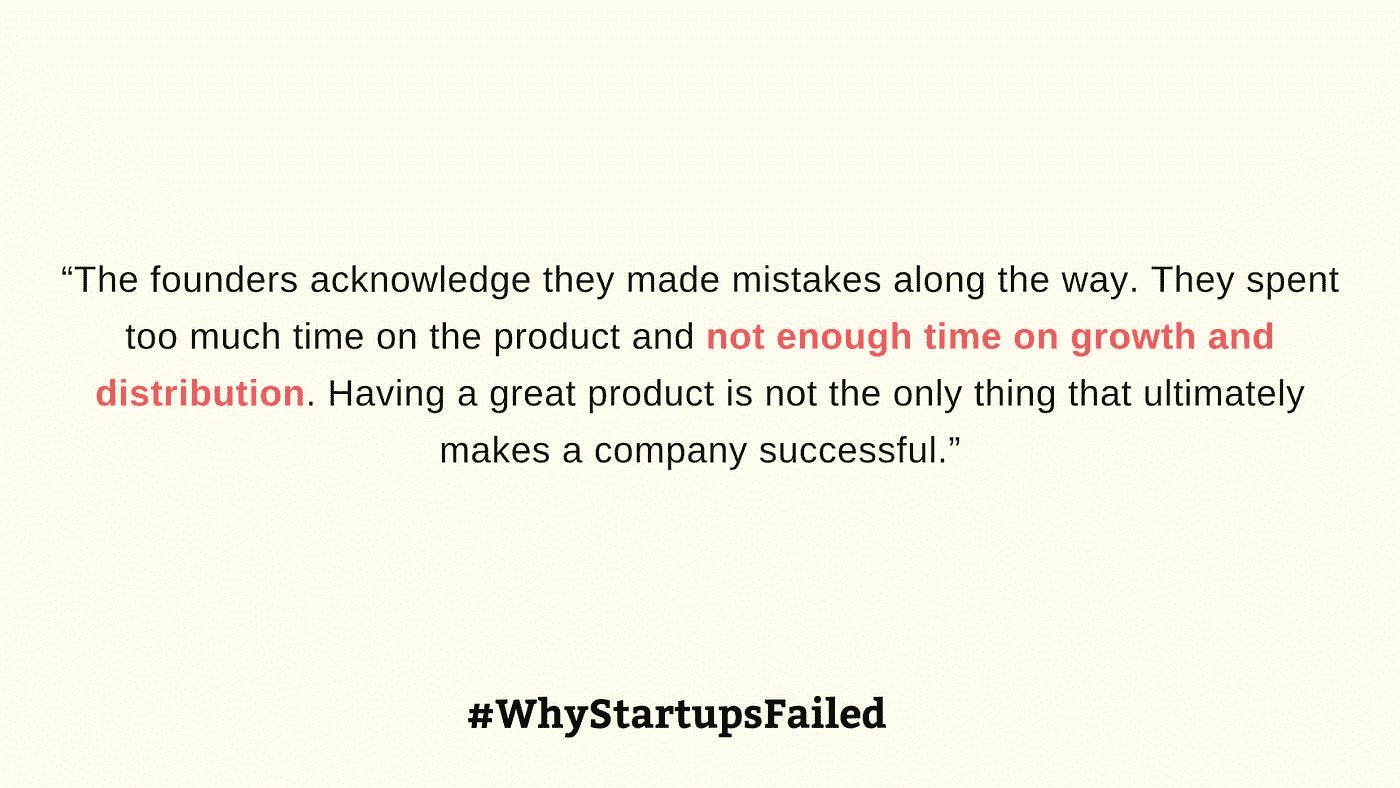 “The founders acknowledge they made mistakes along the way. They spent
too much time on the product and not enough time on growth and
distribution. Having a great product is not the only thing that ultimately
makes a company successful.”
#WhyStartupsFailed